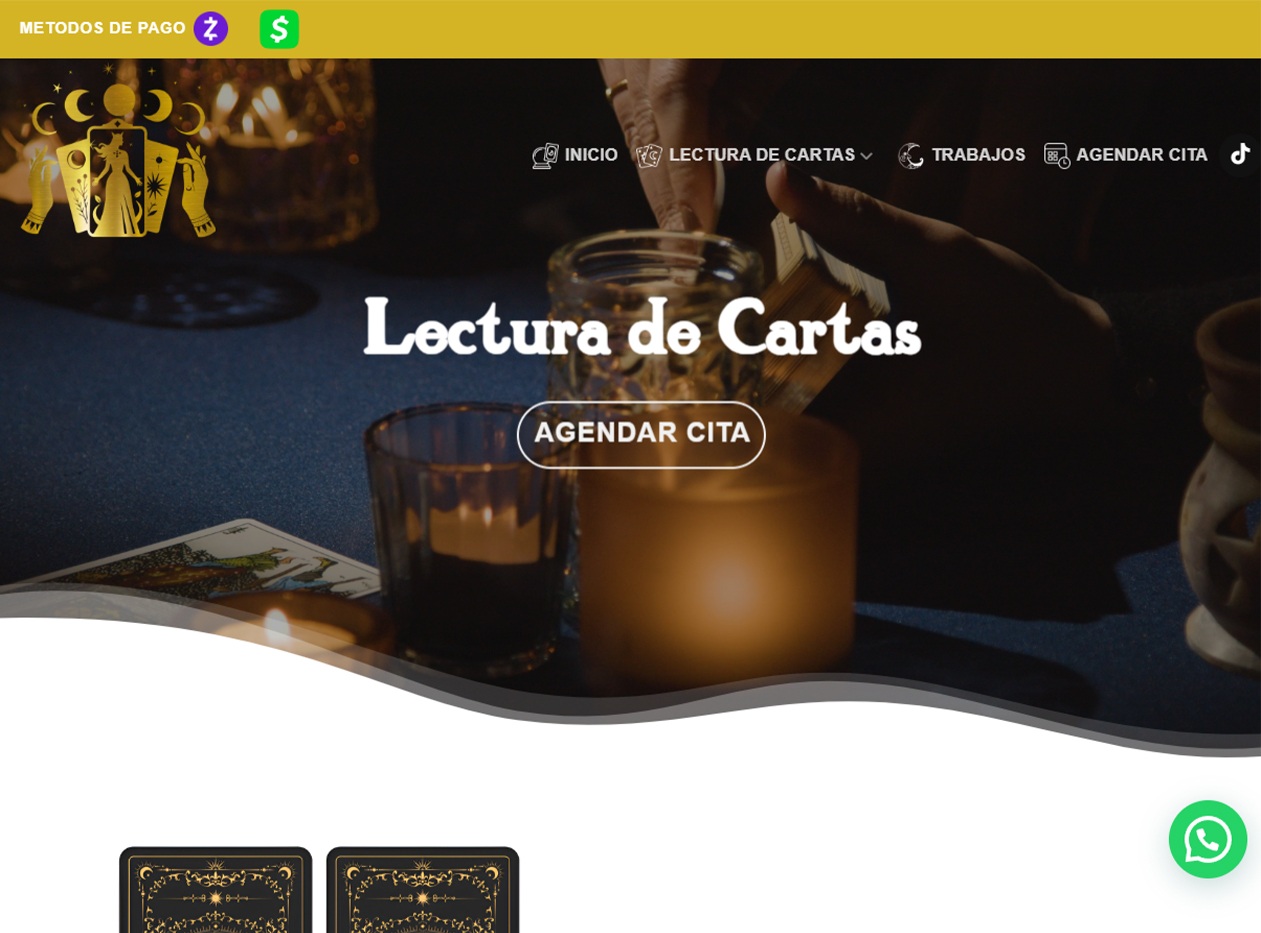 METODOS DE PAGO
INICIO
LECTURA DE CARTAS
TRABAJOS
AGENDAR CITA
Lectura de Cartas
AGENDAR CITA